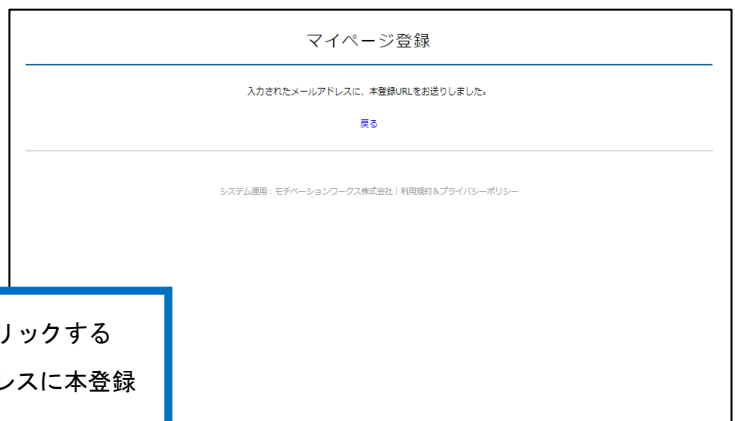 マイページ登録
入力されたメールアドレスに、本登録URLをお送りしました。
戻る
システム運用：モチベーションワークス株式会社｜利用規約＆プライバシーポリシー
リックする
レスに本登録